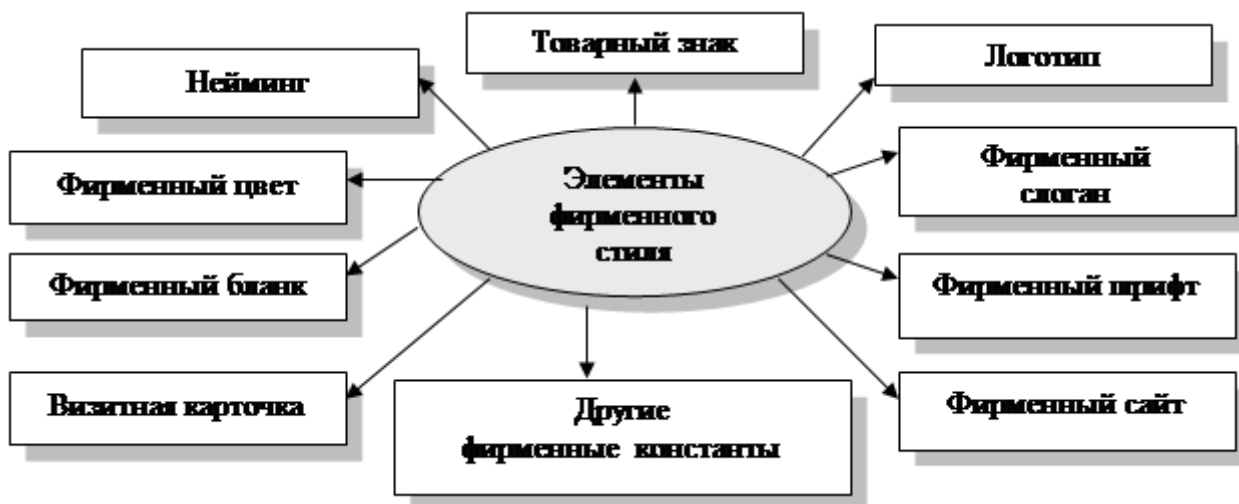 Товарный знак
Логотип
Нейминг
Фирменный
слоган
Фирменный цвет
Элементы
фирменного
стиля
Фирменный бланк
Фирменный шрифт
Визитная карточка
Другие
фирменные константы
Фирменный сайт